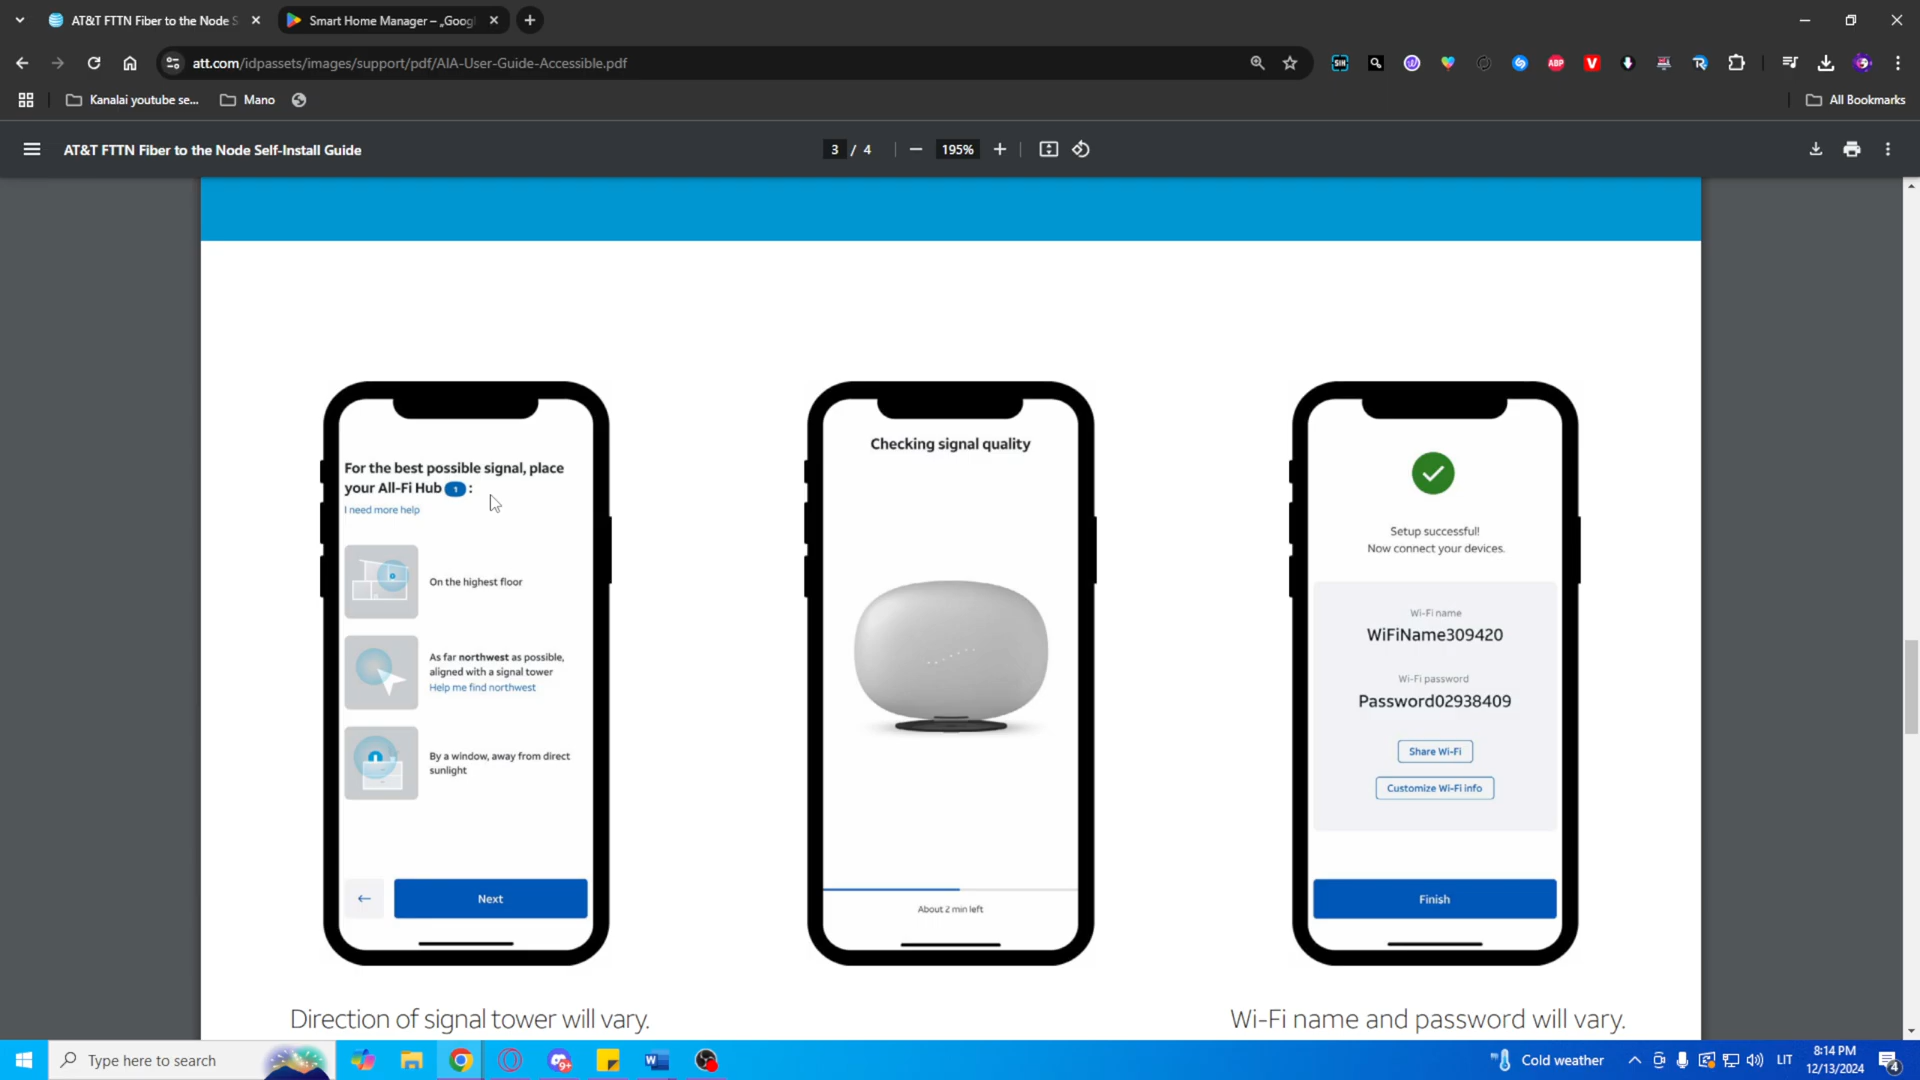 AT&T FTTN Fiber to the Node S
Smart Home Manager – „Googl
att.com/idpassets/images/support/pdf/AIA-User-Guide-Accessible.pdf
SIH
ABP
V
Kanalai youtube se...
Mano
All Bookmarks
AT&T FTTN Fiber to the Node Self-Install Guide
3 / 4
195%
For the best possible signal, place
your All-Fi Hub 1 :
I need more help
On the highest floor
As far northwest as possible,
aligned with a signal tower
Help me find northwest
By a window, away from direct
sunlight
Next
Checking signal quality
About 2 min left
Setup successful!
Now connect your devices.
Wi-Fi name
WiFiName309420
Wi-Fi password
Password02938409
Share Wi-Fi
Customize Wi-Fi info
Finish
Direction of signal tower will vary.
Wi-Fi name and password will vary.
Type here to search
9+
Cold weather
LIT
8:14 PM
12/13/2024
4